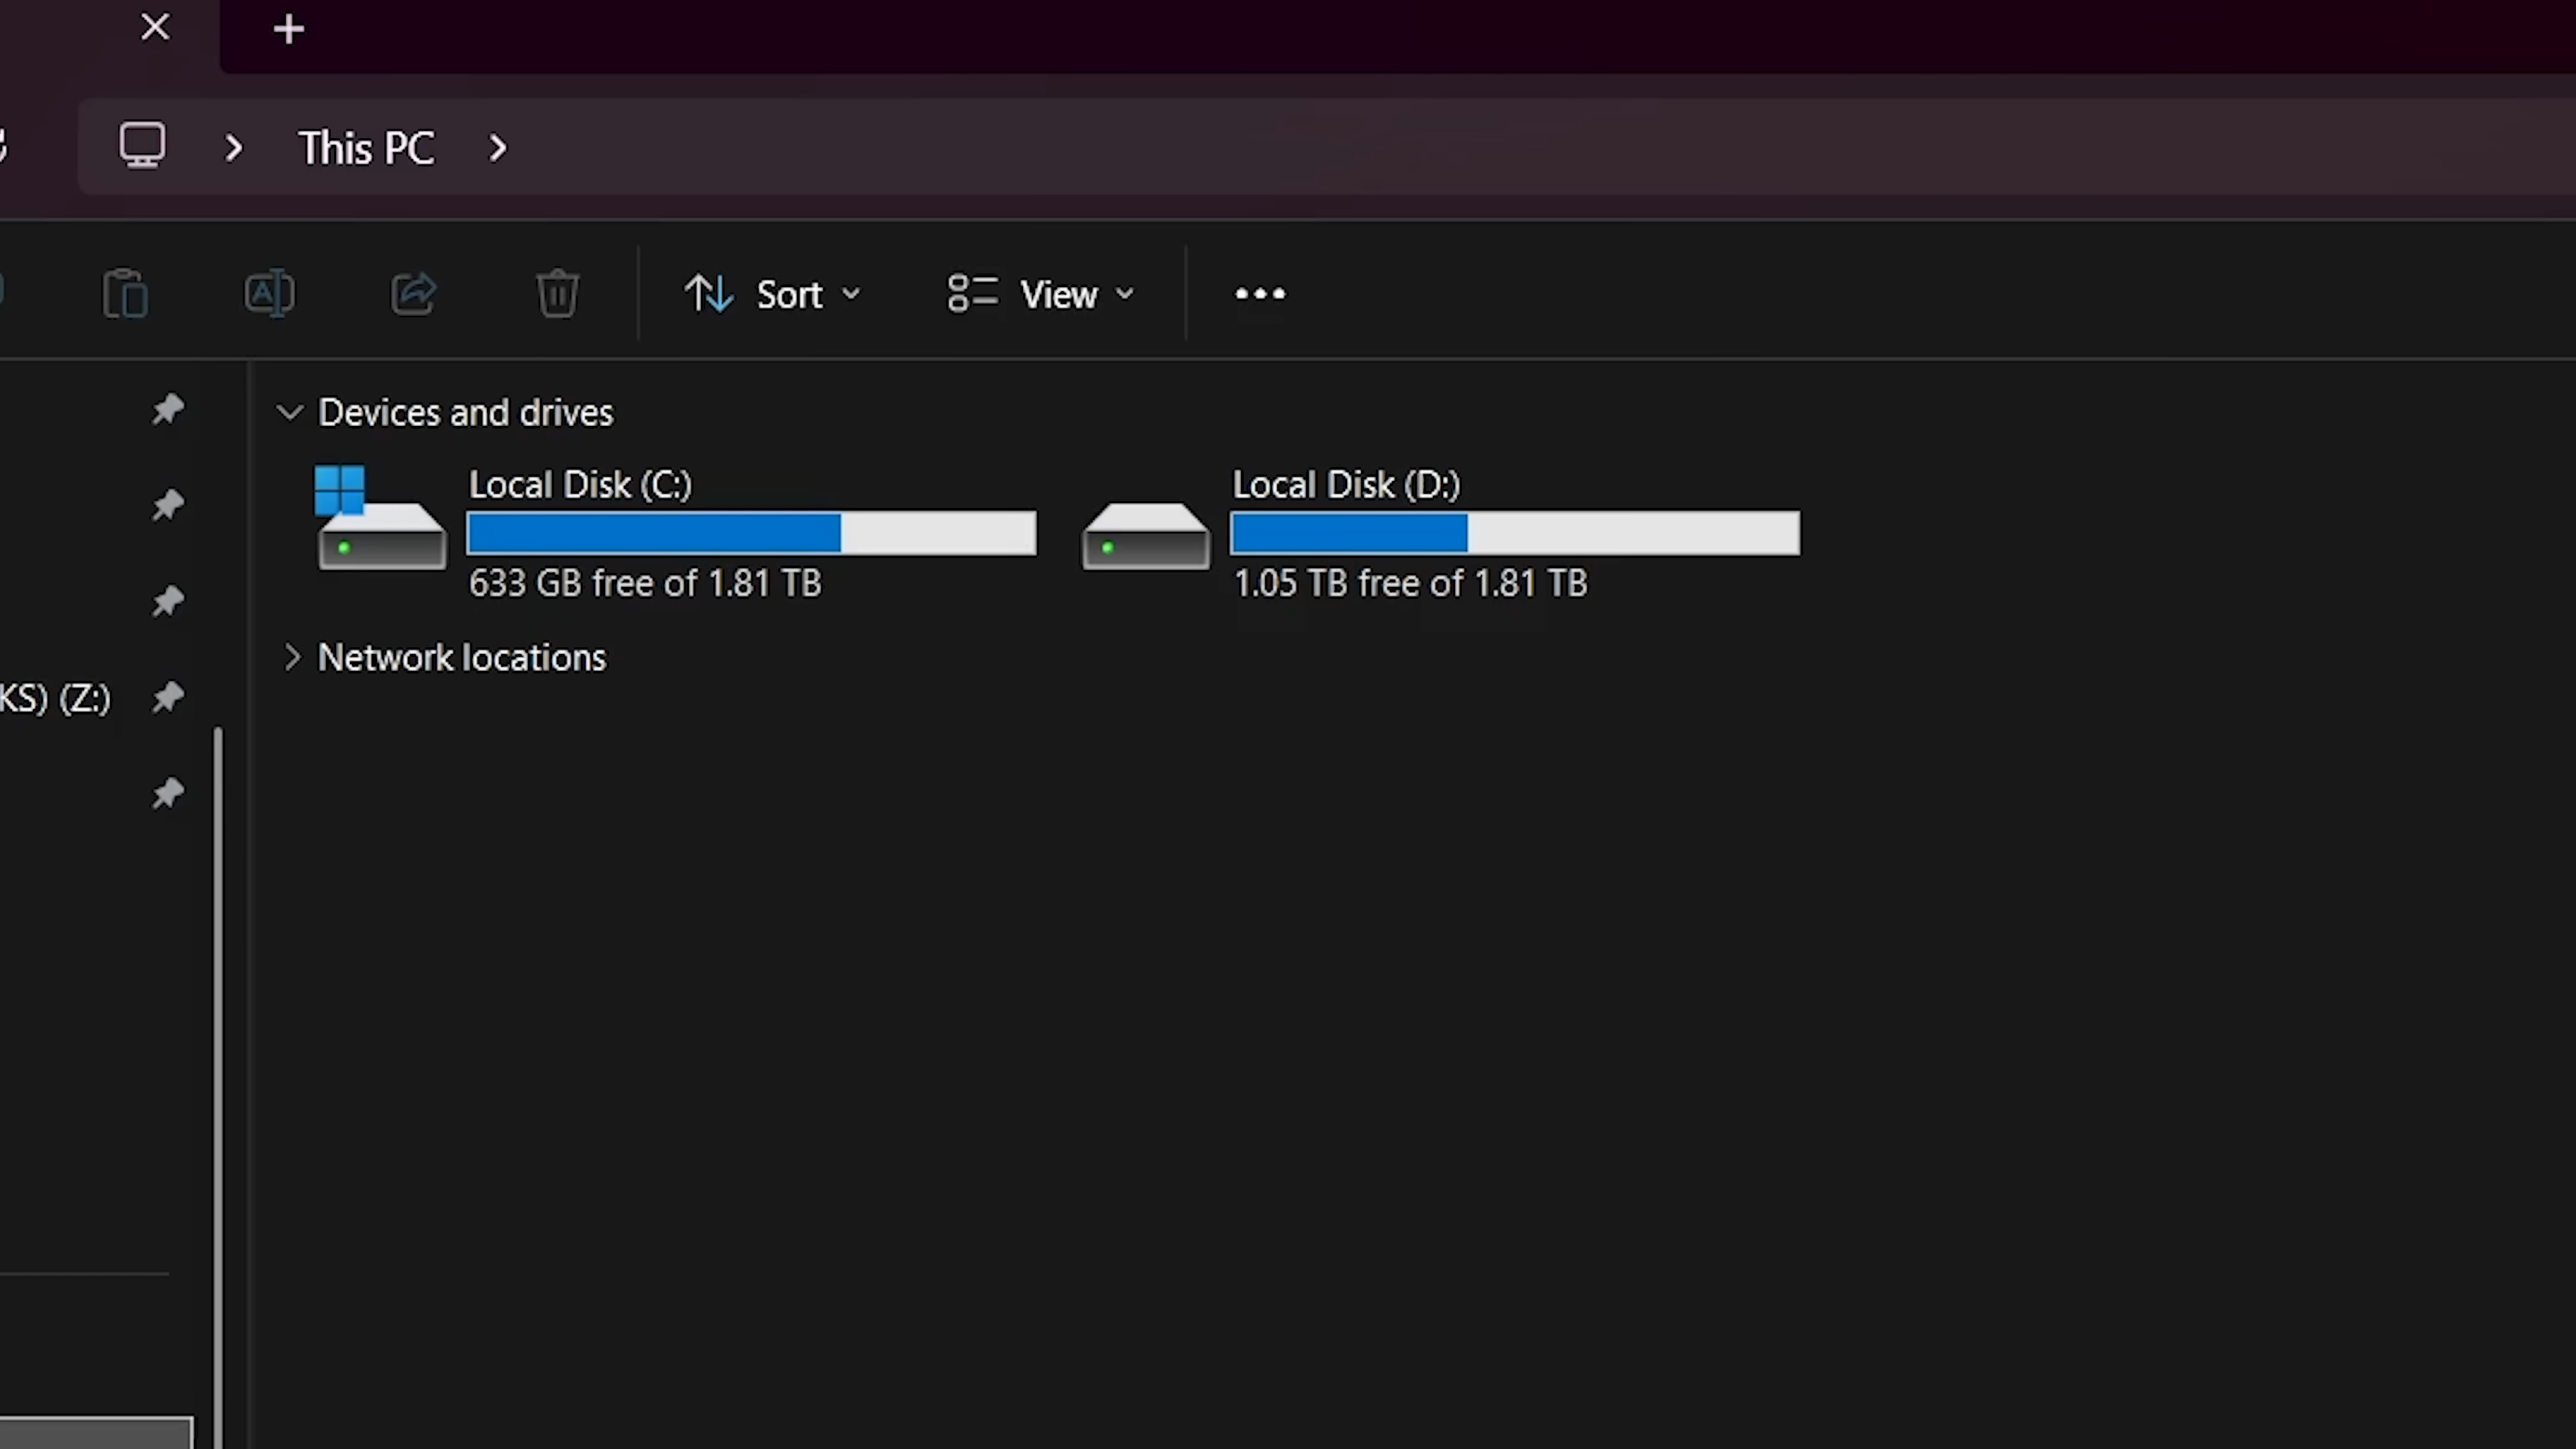 This PC
Sort
View
Devices and drives
Local Disk (C:)
633 GB free of 1.81 TB
Local Disk (D:)
1.05 TB free of 1.81 TB
Network locations
KS) (Z:)